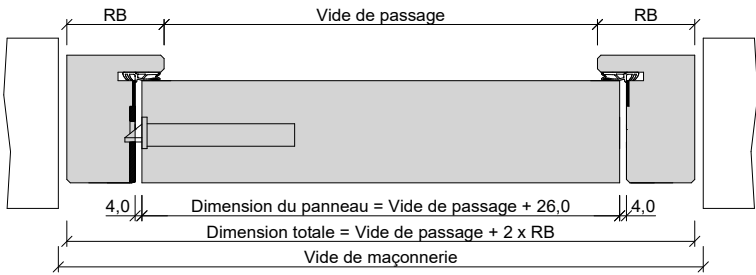 RB Vide de passage RB
4,0 Dimension du panneau = Vide de passage + 26,0 4,0
Dimension totale = Vide de passage + 2 x RB
Vide de maçonnerie